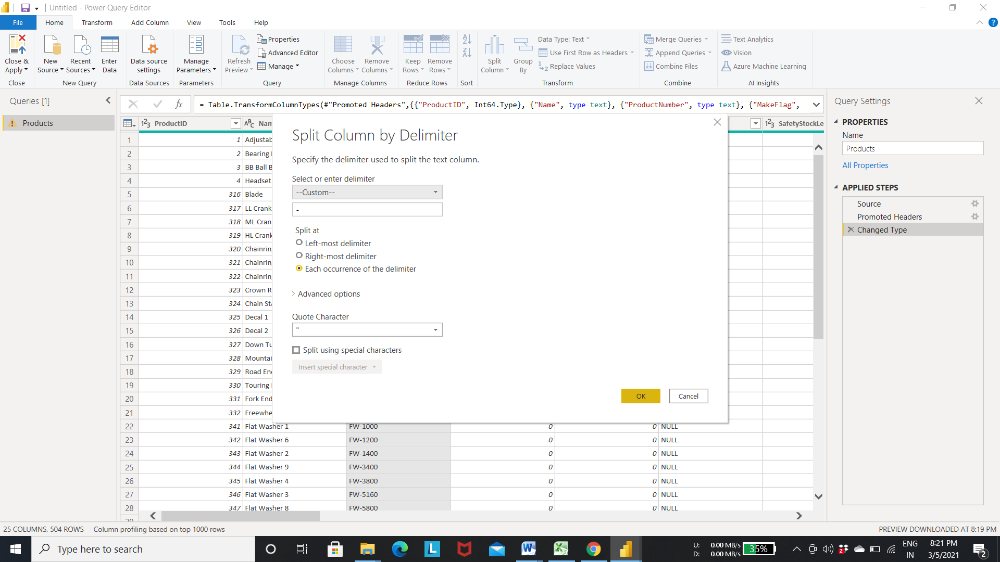 Untitled - Power Query Editor
File Home Transform Add Column View Tools Help
Close & Apply
New Source
Recent Sources
Enter Data
Data source settings
Manage Parameters
Refresh Preview
Properties
Advanced Editor
Manage
Choose Columns
Remove Columns
Keep Rows
Remove Rows
Split Column
Group By
Data Type: Text
Use First Row as Headers
Replace Values
Merge Queries
Append Queries
Combine Files
Text Analytics
Vision
Azure Machine Learning
Close New Query Data Sources Parameters Query Manage Columns Reduce Rows Sort Transform Combine AI Insights
Queries [1]
Products
fx = Table.TransformColumnTypes(#"Promoted Headers",{{"ProductID", Int64.Type}, {"Name", type text}, {"ProductNumber", type text}, {"MakeFlag",
123 ProductID ABC Nam 123 SafetyStockLe
1 1 Adjustab
2 2 Bearing
3 3 BB Ball B
4 4 Headset
5 316 Blade
6 317 LL Crank
7 318 ML Cran
8 319 HL Crank
9 320 Chainrin
10 321 Chainrin
11 322 Chainrin
12 323 Crown R
13 324 Chain Sta
14 325 Decal 1
15 326 Decal 2
16 327 Down Tu
17 328 Mountai
18 329 Road End
19 330 Touring
20 331 Fork End
21 332 Freewhe
22 341 Flat Washer 1 FW-1000 0 0 NULL
23 342 Flat Washer 6 FW-1200 0 0 NULL
24 343 Flat Washer 2 FW-1400 0 0 NULL
25 344 Flat Washer 9 FW-3400 0 0 NULL
26 345 Flat Washer 4 FW-3800 0 0 NULL
27 346 Flat Washer 3 FW-5160 0 0 NULL
28 347 Flat Washer 8 FW-5800 0 0 NULL
29
Split Column by Delimiter
Specify the delimiter used to split the text column.
Select or enter delimiter
--Custom--
-
Split at
Left-most delimiter
Right-most delimiter
Each occurrence of the delimiter
Advanced options
Quote Character
"
Split using special characters
Insert special character
OK Cancel
Query Settings
PROPERTIES
Name
Products
All Properties
APPLIED STEPS
Source
Promoted Headers
Changed Type
25 COLUMNS, 504 ROWS Column profiling based on top 1000 rows PREVIEW DOWNLOADED AT 8:19 PM
Type here to search
U: 0.00 MB/s
D: 0.00 MB/s
35%
2
ENG
IN
8:21 PM
3/5/2021
2